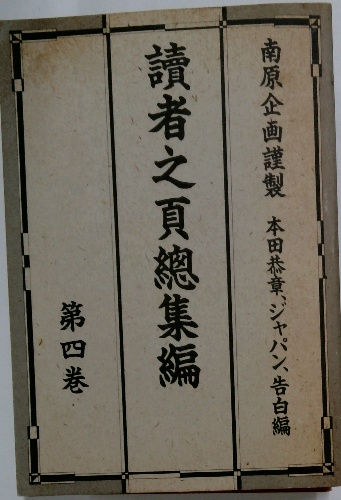 南原企画謹製 本田恭章、ジャパン、告白編
讀者之頁總集編
第四巻